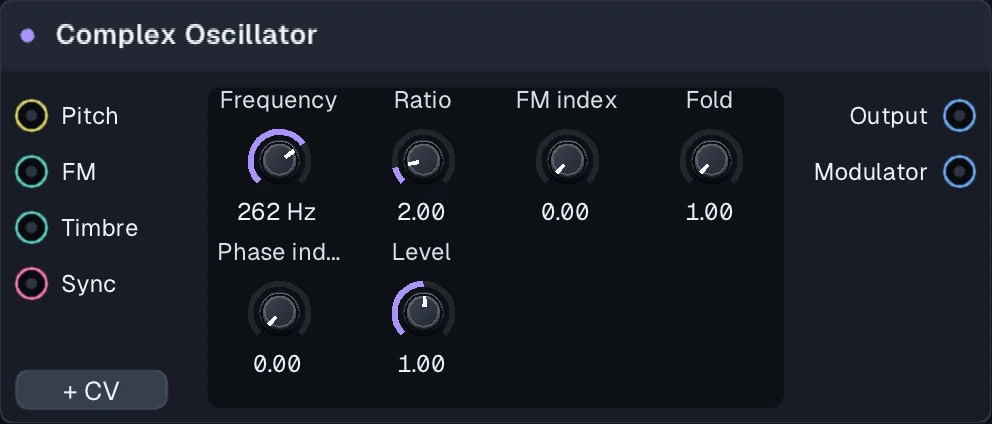 Complex Oscillator
Pitch
FM
Timbre
Sync
+ CV
Frequency Ratio FM index Fold
262 Hz 2.00 0.00 1.00
Phase ind... Level
0.00 1.00
Output
Modulator